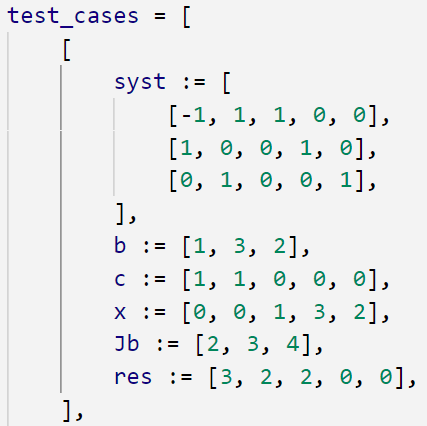 test_cases = [
[
syst := [
[-1, 1, 1, 0, 0],
[1, 0, 0, 1, 0],
[0, 1, 0, 0, 1],
],
b := [1, 3, 2],
c := [1, 1, 0, 0, 0],
x := [0, 0, 1, 3, 2],
Jb := [2, 3, 4],
res := [3, 2, 2, 0, 0],
],